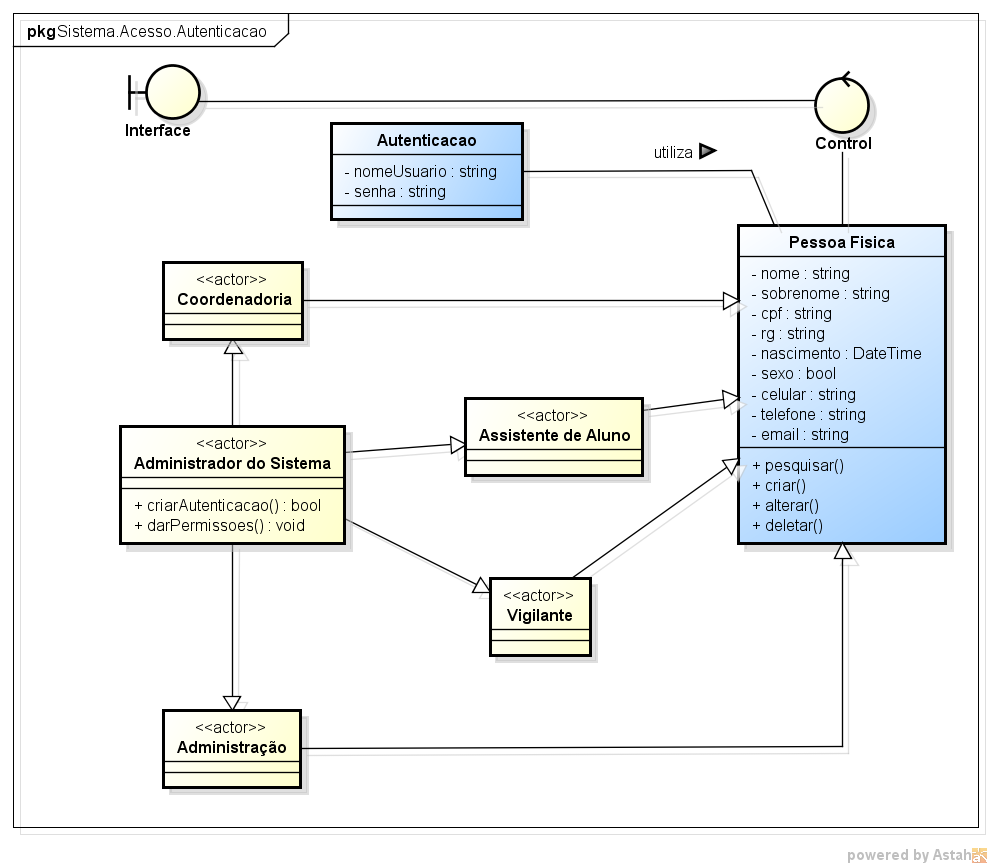 pkg Sistema.Acesso.Autenticacao
Interface
Control
Autenticacao
- nomeUsuario : string
- senha : string
utiliza
Pessoa Fisica
- nome : string
- sobrenome : string
- cpf : string
- rg : string
- nascimento : DateTime
- sexo : bool
- celular : string
- telefone : string
- email : string
+ pesquisar()
+ criar()
+ alterar()
+ deletar()
<<actor>>
Coordenadoria
<<actor>>
Assistente de Aluno
<<actor>>
Administrador do Sistema
+ criarAutenticacao() : bool
+ darPermissoes() : void
<<actor>>
Vigilante
<<actor>>
Administração
powered by Astah